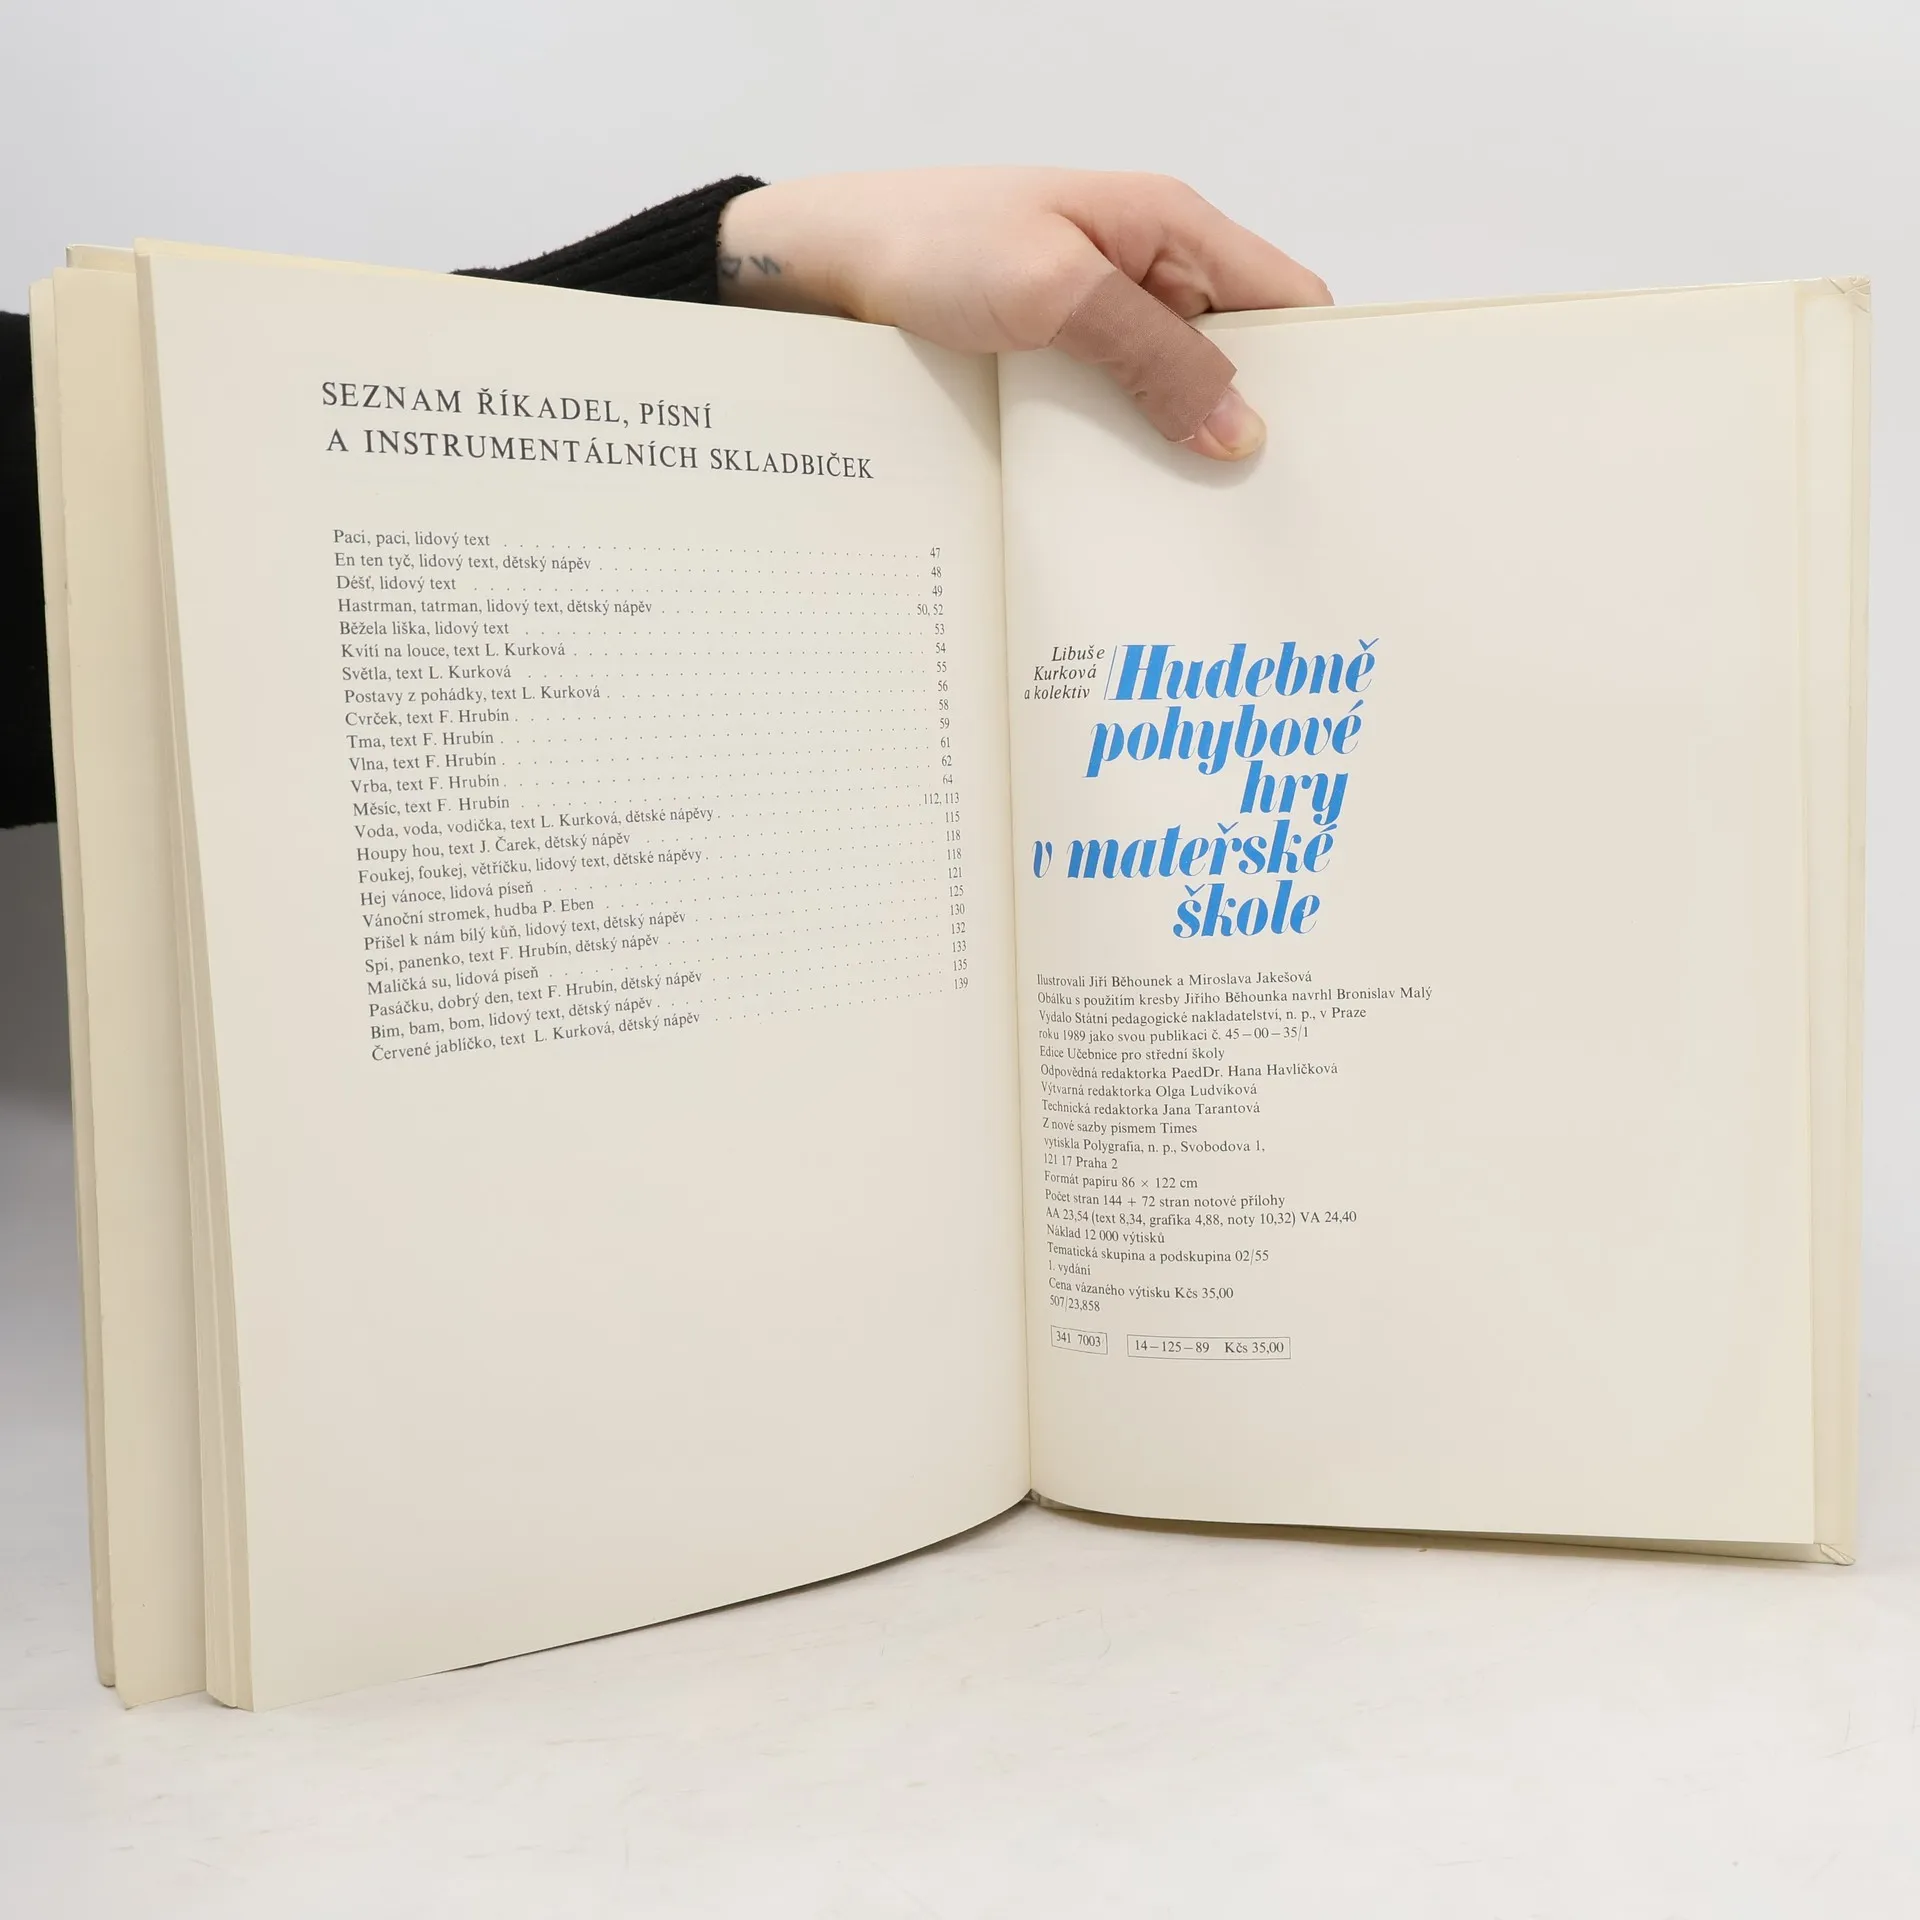 SEZNAM ŘÍKADEL, PÍSNÍ
A INSTRUMENTÁLNÍCH SKLADBIČEK
Paci, paci, lidový text . . . 47
En ten tyč, lidový text, dětský nápěv . . . 48
Déšť, lidový text . . . 49
Hastrman, tatrman, lidový text, dětský nápěv . . . 50, 52
Běžela liška, lidový text . . . 53
Kvítí na louce, text L. Kurková . . . 54
Světla, text L. Kurková . . . 55
Postavy z pohádky, text L. Kurková . . . 56
Cvrček, text F. Hrubín . . . 58
Tma, text F. Hrubín . . . 59
Vlna, text F. Hrubín . . . 61
Vrba, text F. Hrubín . . . 62
Měsíc, text F. Hrubín . . . 64
Voda, voda, vodička, text L. Kurková, dětské nápěvy . . . 112, 113
Houpy hou, text J. Čarek, dětský nápěv . . . 115
Foukej, foukej, větříčku, lidový text, dětské nápěvy . . . 118
Hej vánoce, lidová píseň . . . 118
Vánoční stromek, hudba P. Eben . . . 121
Přišel k nám bílý kůň, lidový text, dětský nápěv . . . 125
Spi, panenko, text F. Hrubín, dětský nápěv . . . 130
Maličká su, lidová píseň . . . 132
Pasáčku, dobrý den, text F. Hrubín, dětský nápěv . . . 133
Bim, bam, bom, lidový text, dětský nápěv . . . 135
Červené jablíčko, text L. Kurková, dětský nápěv . . . 139
Libuše
Kurková
a kolektiv
Hudebně
pohybové
hry
v mateřské
škole
Ilustrovali Jiří Běhounek a Miroslava Jakešová
Obálku s použitím kresby Jiřího Běhounka navrhl Bronislav Malý
Vydalo Státní pedagogické nakladatelství, n. p., v Praze
roku 1989 jako svou publikaci č. 45–00–35/1
Edice Učebnice pro střední školy
Odpovědná redaktorka PaedDr. Hana Havlíčková
Výtvarná redaktorka Olga Ludvíková
Technická redaktorka Jana Tarantová
Z nové sazby písmem Times
vytiskla Polygrafia, n. p., Svobodova 1,
121 17 Praha 2
Formát papíru 86 × 122 cm
Počet stran 144 + 72 stran notové přílohy
AA 23,54 (text 8,34, grafika 4,88, noty 10,32) VA 24,40
Náklad 12 000 výtisků
Tematická skupina a podskupina 02/55
1. vydání
Cena vázaného výtisku Kčs 35,00
507/23,858
341 7003
14–125–89 Kčs 35,00